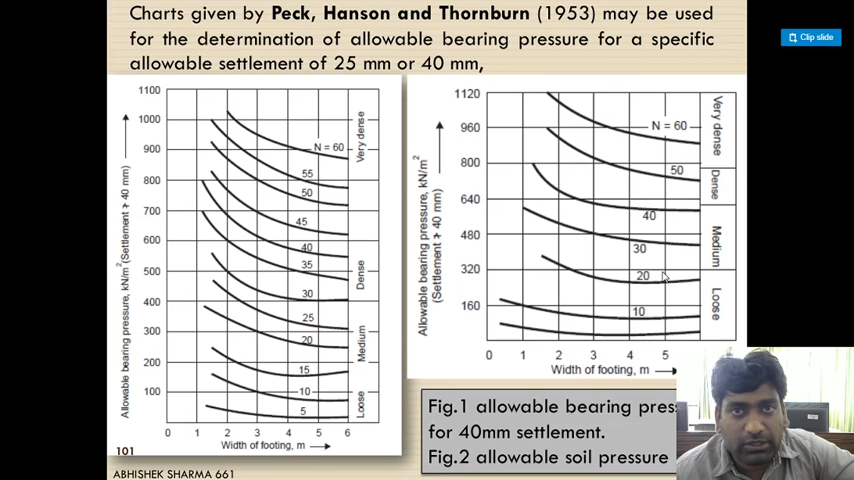 Charts given by Peck, Hanson and Thornburn (1953) may be used
for the determination of allowable bearing pressure for a specific
allowable settlement of 25 mm or 40 mm,
Clip slide
Allowable bearing pressure, kN/m² (Settlement ≯ 40 mm)
1100
1000
900
800
700
600
500
400
300
200
100
N = 60
55
50
45
40
35
30
25
20
15
10
5
Very dense
Dense
Medium
Loose
0 1 2 3 4 5 6
Width of footing, m
101
Allowable bearing pressure, kN/m²
(Settlement ≯ 40 mm)
1120
960
800
640
480
320
160
N = 60
50
40
30
20
10
Very dense
Dense
Medium
Loose
0 1 2 3 4 5
Width of footing, m
Fig.1 allowable bearing
for 40mm settlement.
Fig.2 allowable soil pressure
ABHISHEK SHARMA 661